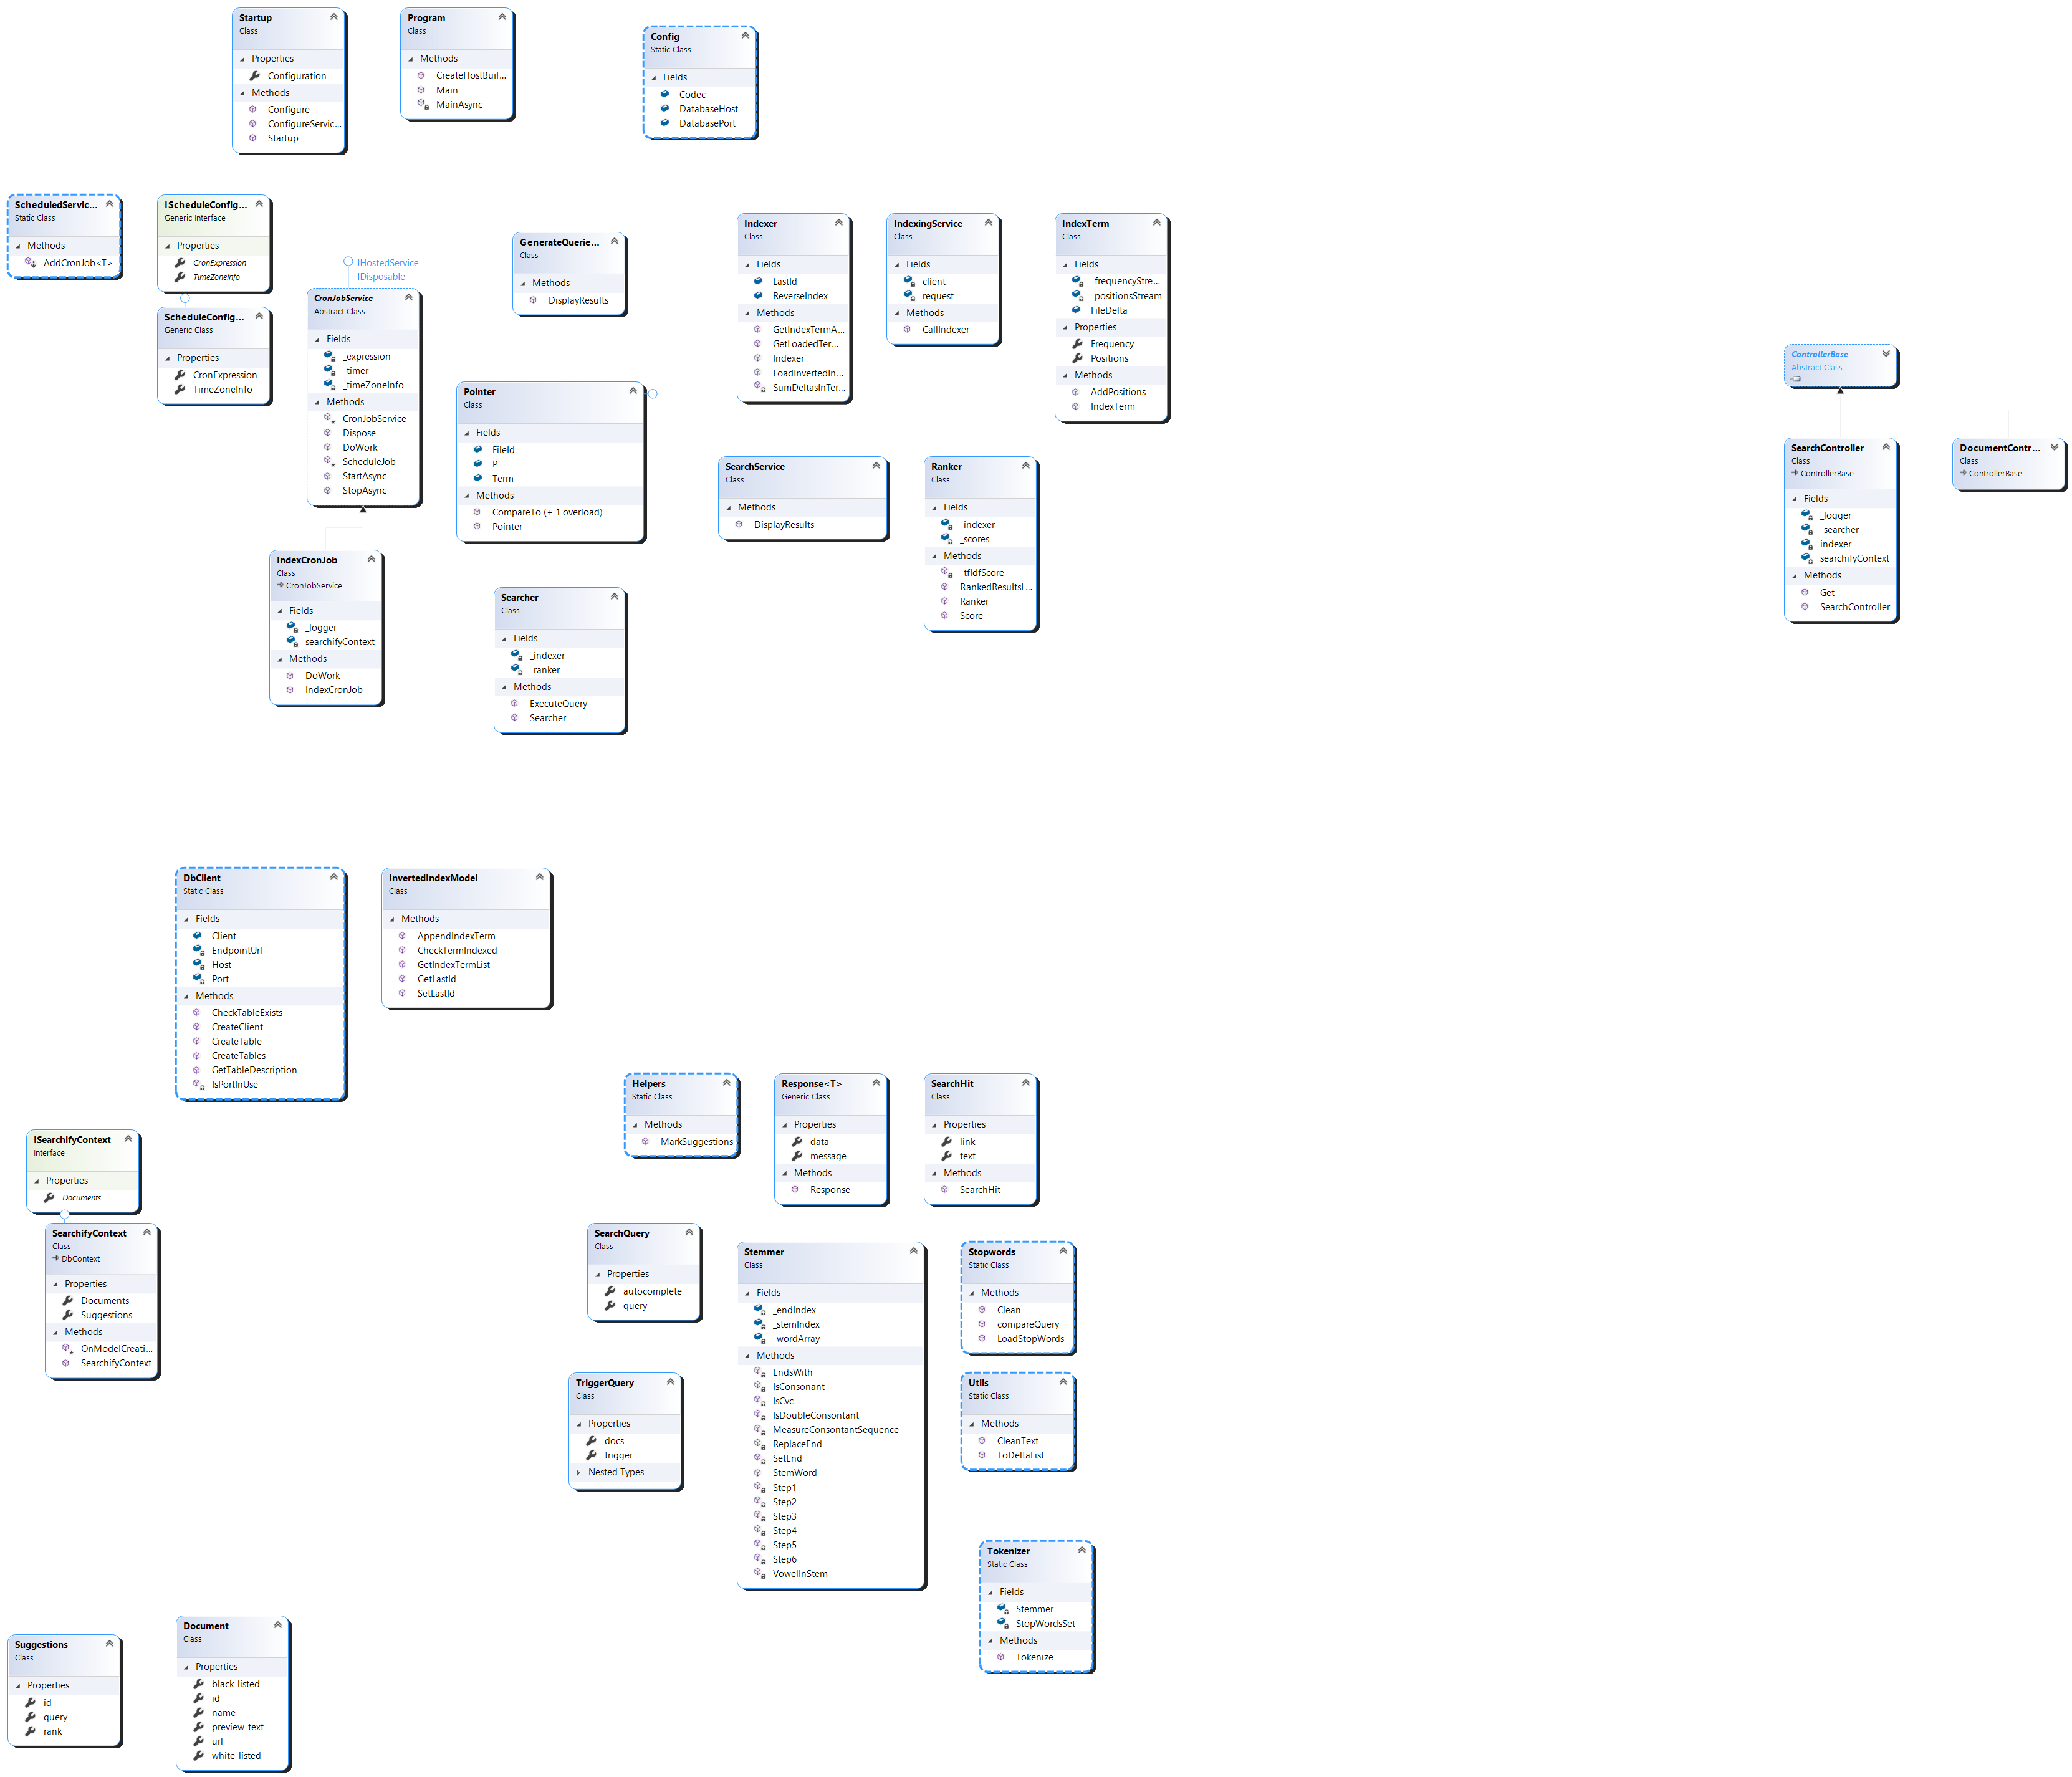 Startup
Class
Properties
Configuration
Methods
Configure
ConfigureServic...
Startup
Program
Class
Methods
CreateHostBuil...
Main
MainAsync
Config
Static Class
Fields
Codec
DatabaseHost
DatabasePort
ScheduledServic...
Static Class
Methods
AddCronJob<T>
IScheduleConfig...
Generic Interface
Properties
CronExpression
TimeZoneInfo
ScheduleConfig...
Generic Class
Properties
CronExpression
TimeZoneInfo
IHostedService
IDisposable
CronJobService
Abstract Class
Fields
_expression
_timer
_timeZoneInfo
Methods
CronJobService
Dispose
DoWork
ScheduleJob
StartAsync
StopAsync
IndexCronJob
Class
CronJobService
Fields
_logger
searchifyContext
Methods
DoWork
IndexCronJob
GenerateQuerie...
Class
Methods
DisplayResults
Pointer
Class
Fields
FileId
P
Term
Methods
CompareTo (+ 1 overload)
Pointer
Searcher
Class
Fields
_indexer
_ranker
Methods
ExecuteQuery
Searcher
Indexer
Class
Fields
LastId
ReverseIndex
Methods
GetIndexTermA...
GetLoadedTer...
Indexer
LoadInvertedIn...
SumDeltasInTer...
IndexingService
Class
Fields
client
request
Methods
CallIndexer
IndexTerm
Class
Fields
_frequencyStre...
_positionsStream
FileDelta
Properties
Frequency
Positions
Methods
AddPositions
IndexTerm
SearchService
Class
Methods
DisplayResults
Ranker
Class
Fields
_indexer
_scores
Methods
_tfIdfScore
RankedResultsL...
Ranker
Score
ControllerBase
Abstract Class
SearchController
Class
ControllerBase
Fields
_logger
_searcher
indexer
searchifyContext
Methods
Get
SearchController
DocumentContr...
Class
ControllerBase
DbClient
Static Class
Fields
Client
EndpointUrl
Host
Port
Methods
CheckTableExists
CreateClient
CreateTable
CreateTables
GetTableDescription
IsPortInUse
InvertedIndexModel
Class
Methods
AppendIndexTerm
CheckTermIndexed
GetIndexTermList
GetLastId
SetLastId
ISearchifyContext
Interface
Properties
Documents
SearchifyContext
Class
DbContext
Properties
Documents
Suggestions
Methods
OnModelCreati...
SearchifyContext
Helpers
Static Class
Methods
MarkSuggestions
Response<T>
Generic Class
Properties
data
message
Methods
Response
SearchHit
Class
Properties
link
text
Methods
SearchHit
SearchQuery
Class
Properties
autocomplete
query
TriggerQuery
Class
Properties
docs
trigger
Nested Types
Stemmer
Class
Fields
_endIndex
_stemIndex
_wordArray
Methods
EndsWith
IsConsonant
IsCvc
IsDoubleConsontant
MeasureConsontantSequence
ReplaceEnd
SetEnd
StemWord
Step1
Step2
Step3
Step4
Step5
Step6
VowelInStem
Stopwords
Static Class
Methods
Clean
compareQuery
LoadStopWords
Utils
Static Class
Methods
CleanText
ToDeltaList
Tokenizer
Static Class
Fields
Stemmer
StopWordsSet
Methods
Tokenize
Suggestions
Class
Properties
id
query
rank
Document
Class
Properties
black_listed
id
name
preview_text
url
white_listed